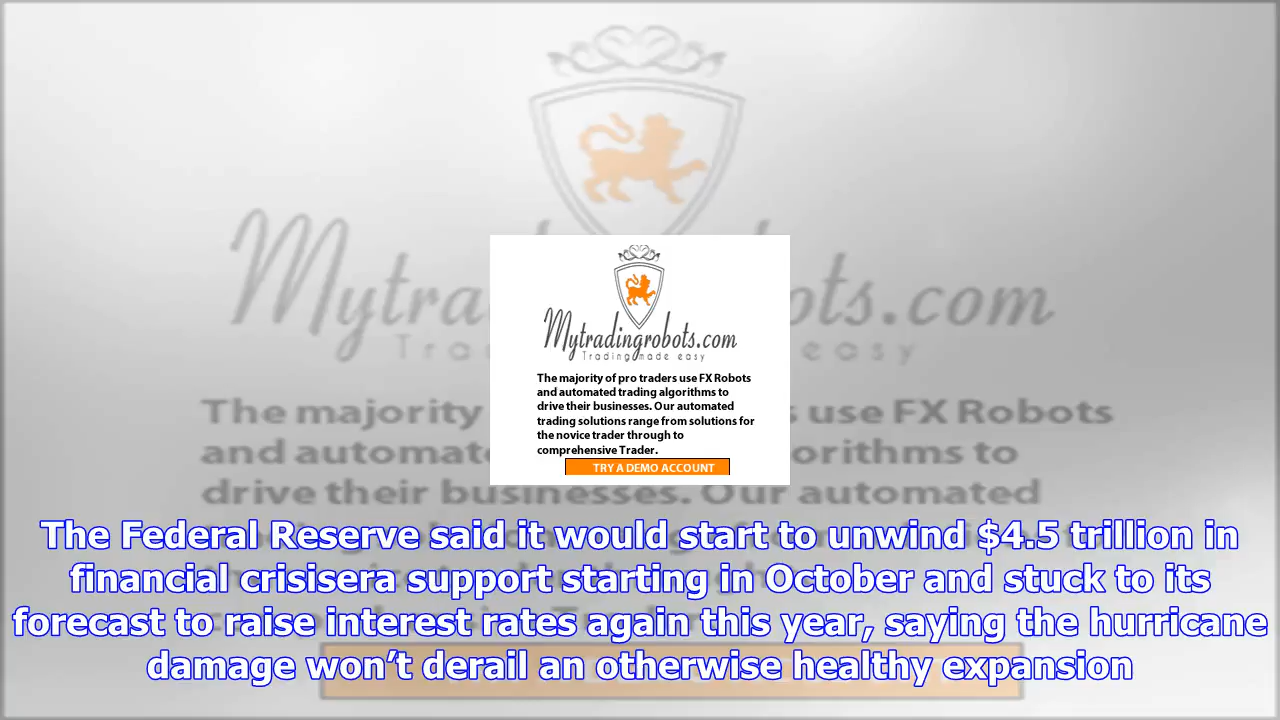 Mytradingrobots.com
Trading made easy
The majority of pro traders use FX Robots
and automated trading algorithms to
drive their businesses. Our automated
trading solutions range from solutions for
the novice trader through to
comprehensive Trader.
TRY A DEMO ACCOUNT
The Federal Reserve said it would start to unwind $4.5 trillion in
financial crisisera support starting in October and stuck to its
forecast to raise interest rates again this year, saying the hurricane
damage won’t derail an otherwise healthy expansion